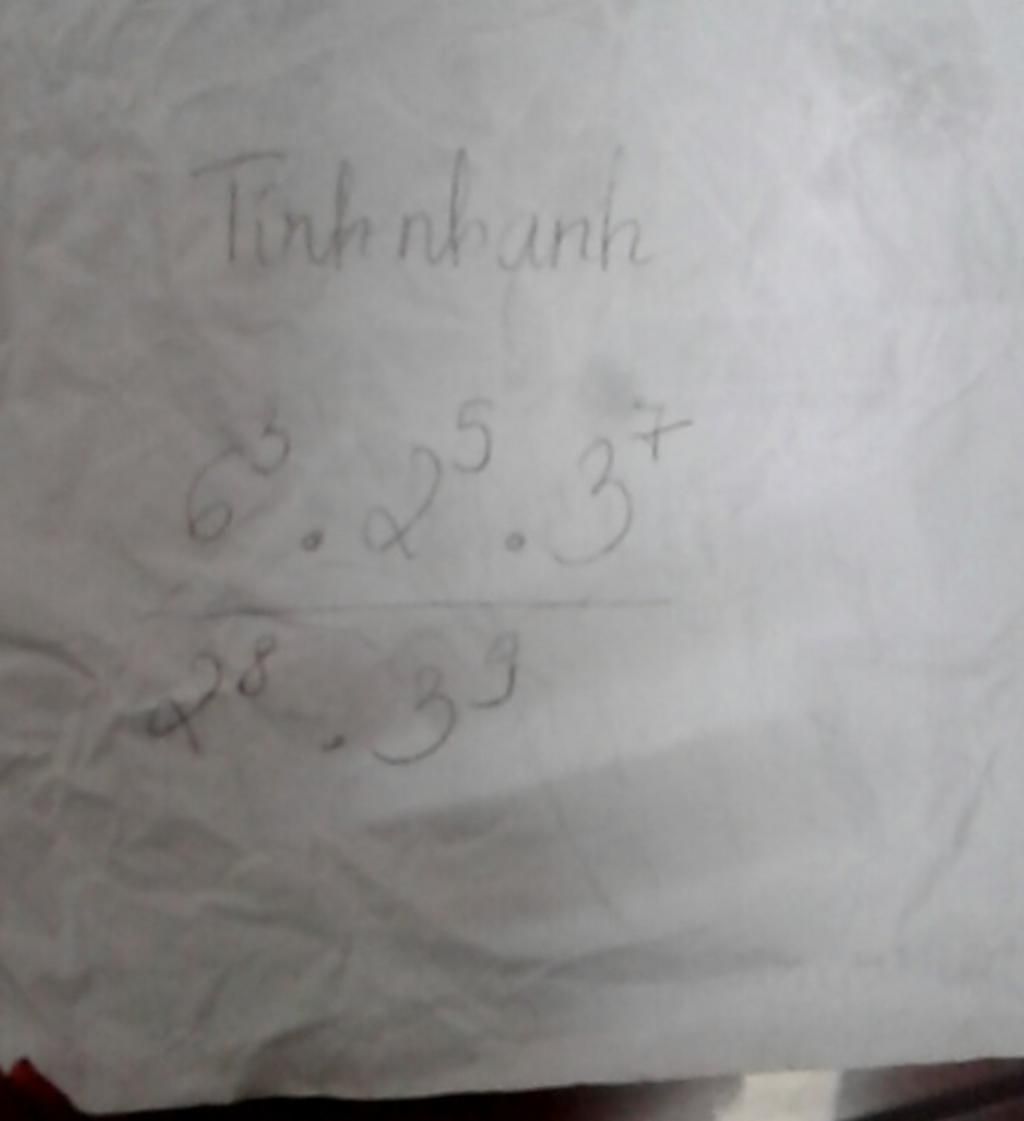 Tính nhanh
6³ . 2⁵ . 3⁷
2⁸ . 3⁹